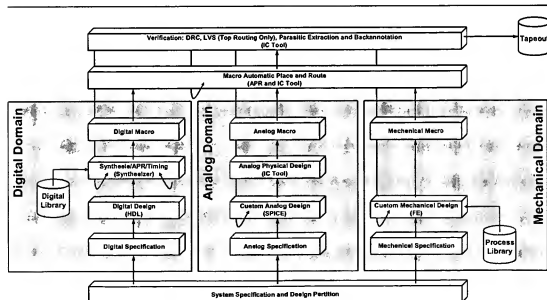 Verification: DRC, LVS (Top Routing Only), Parasitic Extraction and Backannotation
(IC Tool)
Tapeout
Macro Automatic Place and Route
(APR and IC Tool)
Digital Domain
Digital Macro
Synthesis/APR/Timing
(Synthesizer)
Digital
Library
Digital Design
(HDL)
Digital Specification
Analog Domain
Analog Macro
Analog Physical Design
(IC Tool)
Cutom Analog Design
(SPICE)
Analog Specification
Mechanical Domain
Mechanical Macro
Cutom Mechanical Design
(FE)
Mechanical Specification
Process
Library
System Specification and Design Partition